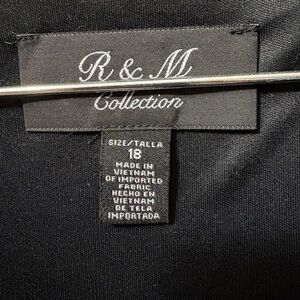 R & M
Collection
SIZE/TALLA
18
MADE IN
VIETNAM
OF IMPORTED
FABRIC
HECHO EN
VIETNAM
DE TELA
IMPORTADA